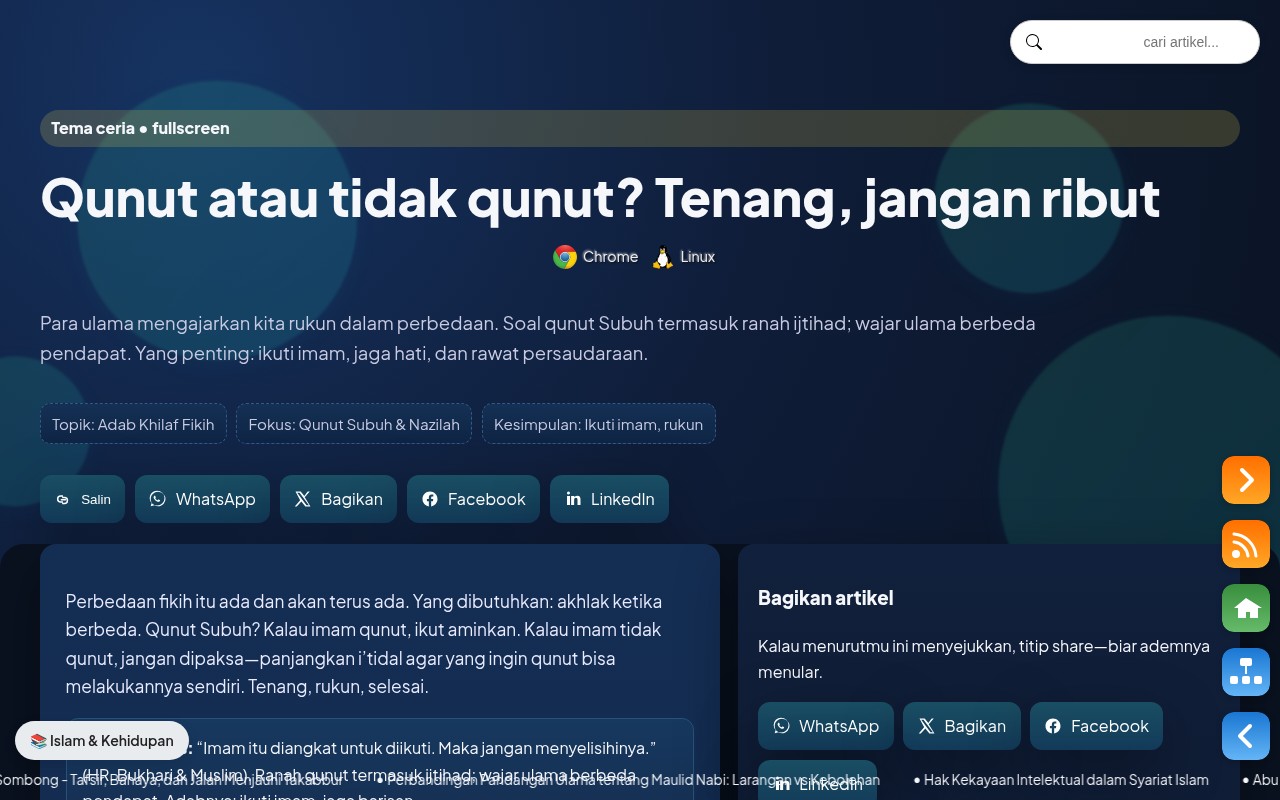 cari artikel...
Tema ceria • fullscreen
Qunut atau tidak qunut? Tenang, jangan ribut
Chrome Linux
Para ulama mengajarkan kita rukun dalam perbedaan. Soal qunut Subuh termasuk ranah ijtihad; wajar ulama berbeda
pendapat. Yang penting: ikuti imam, jaga hati, dan rawat persaudaraan.
Topik: Adab Khilaf Fikih
Fokus: Qunut Subuh & Nazilah
Kesimpulan: Ikuti imam, rukun
Salin
WhatsApp
Bagikan
Facebook
LinkedIn
Perbedaan fikih itu ada dan akan terus ada. Yang dibutuhkan: akhlak ketika
berbeda. Qunut Subuh? Kalau imam qunut, ikut aminkan. Kalau imam tidak
qunut, jangan dipaksa—panjangkan i’tidal agar yang ingin qunut bisa
melakukannya sendiri. Tenang, rukun, selesai.
: “Imam itu diangkat untuk diikuti. Maka jangan menyelisihinya.”
(HR. Bukhari & Muslim). Ranah qunut termasuk ijtihad; wajar ulama berbeda
pendapat. Adabnya: ikuti imam, jaga barisan.
Bagikan artikel
Kalau menurutmu ini menyejukkan, titip share—biar ademnya
menular.
WhatsApp
Bagikan
Facebook
LinkedIn
📚 Islam & Kehidupan
Sombong - Tafsir, Bahaya, dan Jalan Menjauhi Takabbur • Perbandingan Pandangan Ulama tentang Maulid Nabi: Larangan vs Kebolehan • Hak Kekayaan Intelektual dalam Syariat Islam • Abu